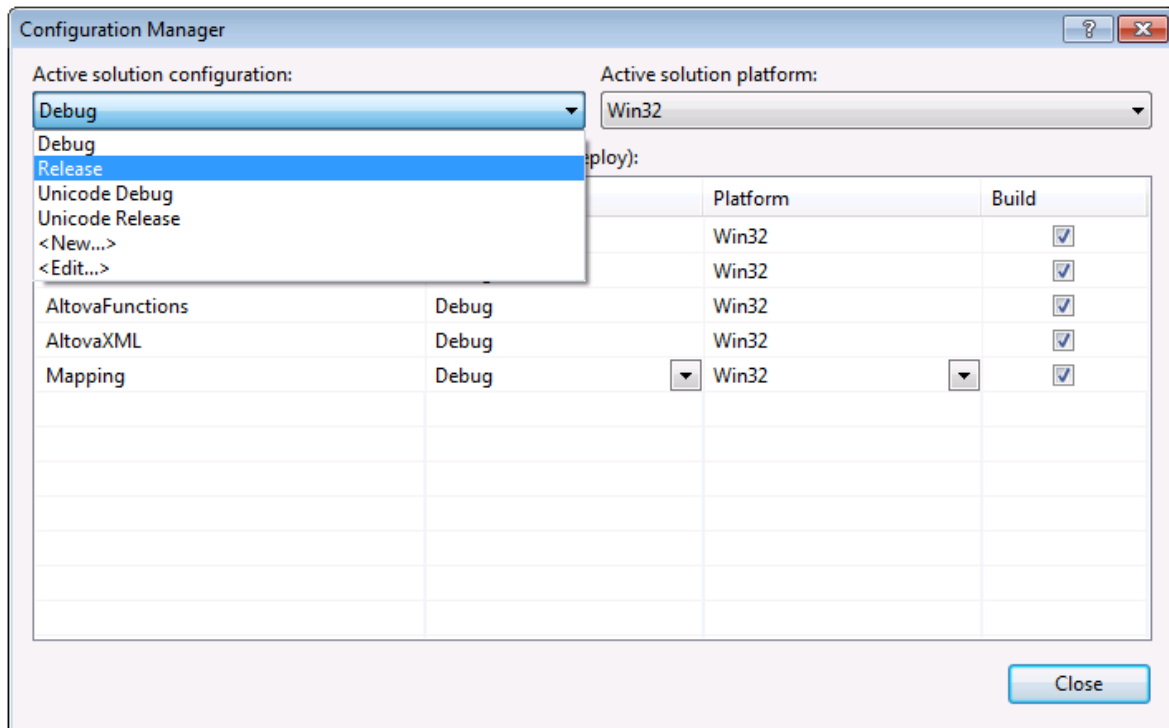 Configuration Manager
Active solution configuration: Active solution platform:
Debug Win32
Debug
Release
Unicode Debug
Unicode Release
<New...>
<Edit...>
Platform Build
Win32
Win32
AltovaFunctions Debug Win32
AltovaXML Debug Win32
Mapping Debug Win32
Close